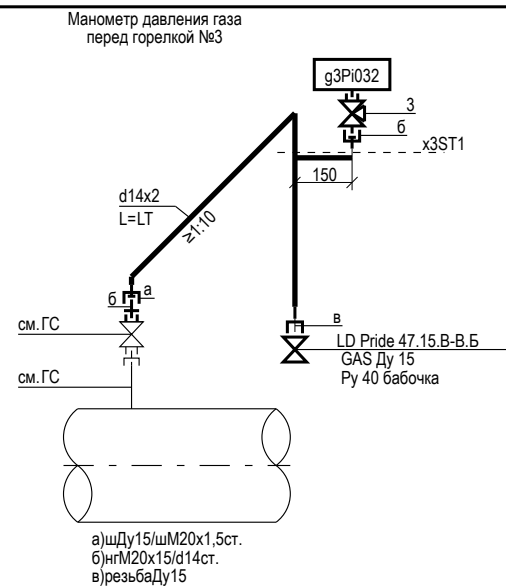 Манометр давления газа
перед горелкой №3
g3Pi032
3
б
x3ST1
150
d14x2
L=LT
≥1:10
а
б
в
см.ГС
LD Pride 47.15.В-В.Б
GAS Ду 15
Ру 40 бабочка
см.ГС
а)шДу15/шМ20х1,5ст.
б)нгМ20х15/d14ст.
в)резьбаДу15